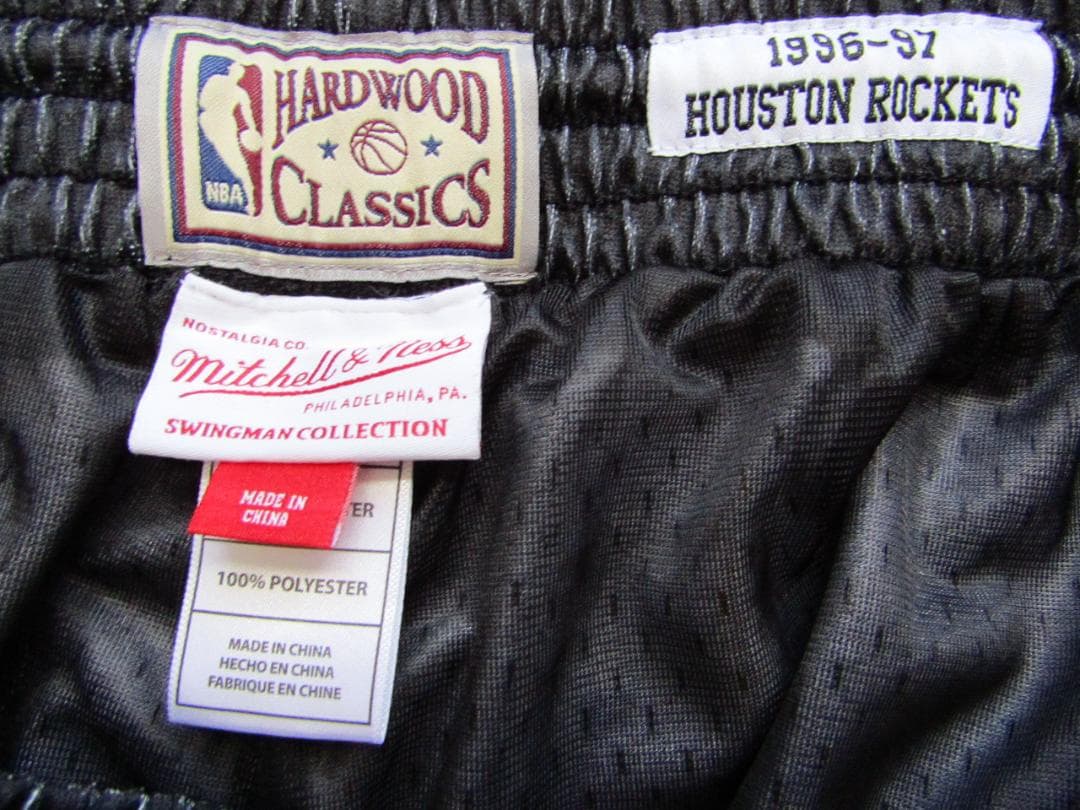 HARDWOOD
CLASSICS
NBA
1996-97
HOUSTON ROCKETS
NOSTALGIA CO.
Mitchell & Ness
PHILADELPHIA, PA.
SWINGMAN COLLECTION
MADE IN
CHINA
100% POLYESTER
MADE IN CHINA
HECHO EN CHINA
FABRIQUE EN CHINE